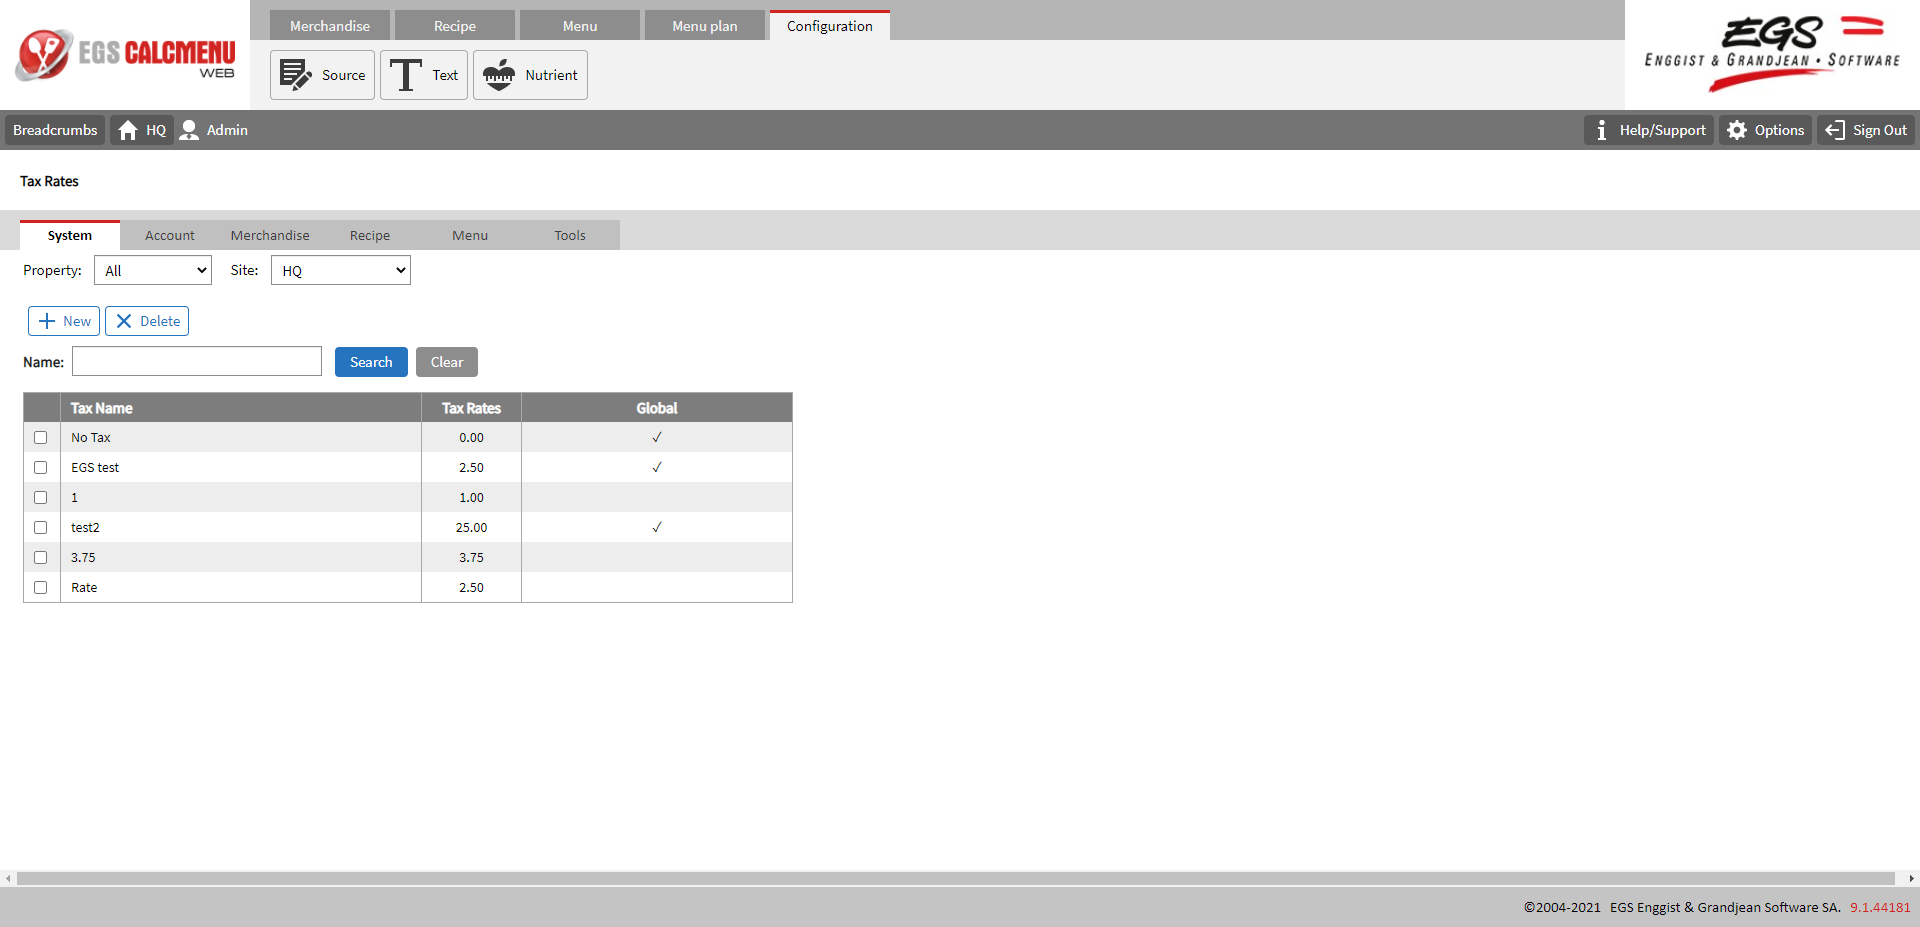 EGS CALCMENU
WEB
Merchandise Recipe Menu Menu plan Configuration
Source Text Nutrient
EGS
ENGGIST & GRANDJEAN • SOFTWARE
Breadcrumbs HQ Admin Help/Support Options Sign Out
Tax Rates
System Account Merchandise Recipe Menu Tools
Property: All Site: HQ
New Delete
Name: Search Clear
Tax Name Tax Rates Global
No Tax 0.00 ✓
EGS test 2.50 ✓
1 1.00
test2 25.00 ✓
3.75 3.75
Rate 2.50
©2004-2021 EGS Enggist & Grandjean Software SA. 9.1.44181